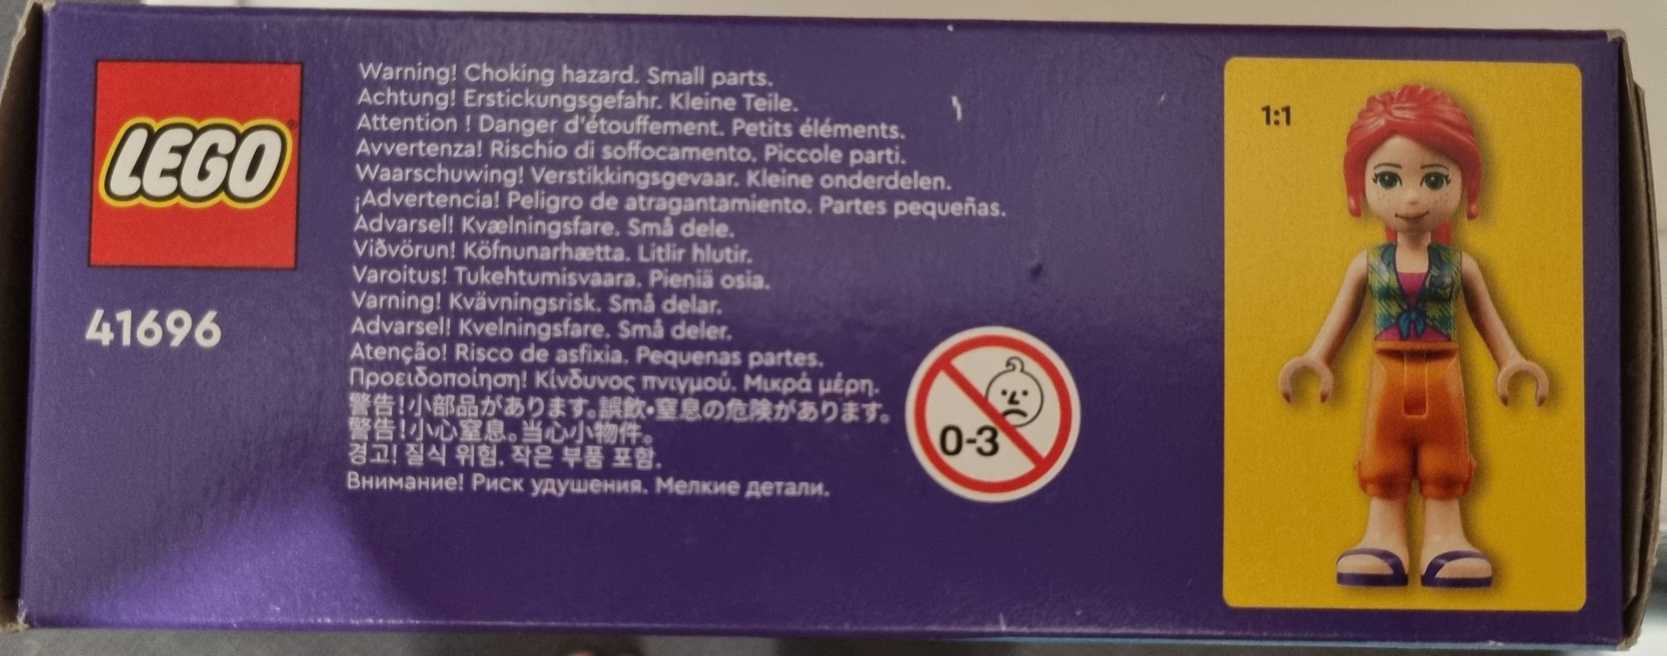 LEGO
41696
Warning! Choking hazard. Small parts.
Achtung! Erstickungsgefahr. Kleine Teile.
Attention ! Danger d'étouffement. Petits éléments.
Avvertenza! Rischio di soffocamento. Piccole parti.
Waarschuwing! Verstikkingsgevaar. Kleine onderdelen.
¡Advertencia! Peligro de atragantamiento. Partes pequeñas.
Advarsel! Kvælningsfare. Små dele.
Viðvörun! Köfnunarhætta. Litlir hlutir.
Varoitus! Tukehtumisvaara. Pieniä osia.
Varning! Kvävningsrisk. Små delar.
Advarsel! Kvelningsfare. Små deler.
Atenção! Risco de asfixia. Pequenas partes.
Προειδοποίηση! Κίνδυνος πνιγμού. Μικρά μέρη.
警告!小部品があります。誤飲•窒息の危険があります。
警告!小心窒息。当心小物件。
경고! 질식 위험. 작은 부품 포함.
Внимание! Риск удушения. Мелкие детали.
0-3
1:1